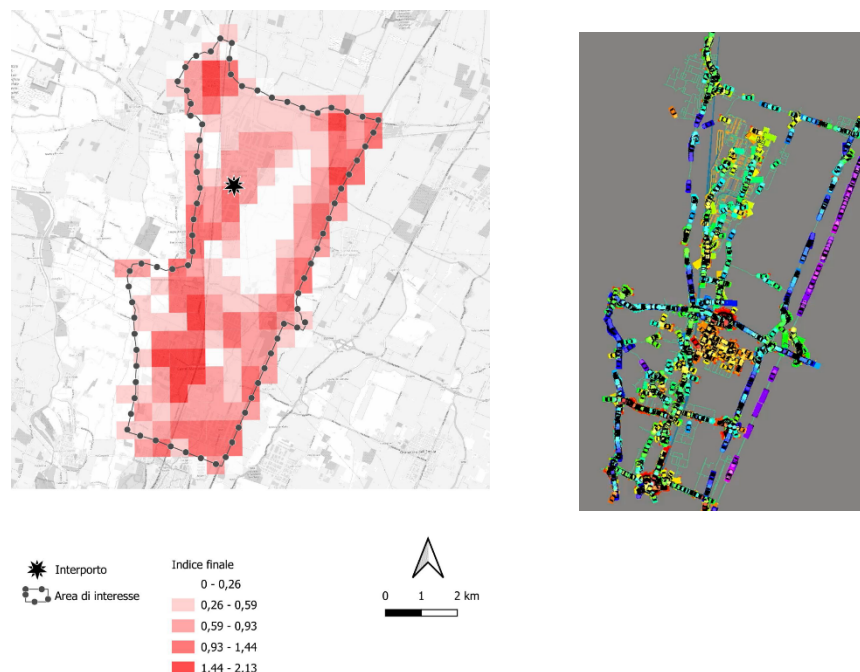 Interporto
Area di interesse
Indice finale
0 - 0,26
0,26 - 0,59
0,59 - 0,93
0,93 - 1,44
1,44 - 2,13
0 1 2 km